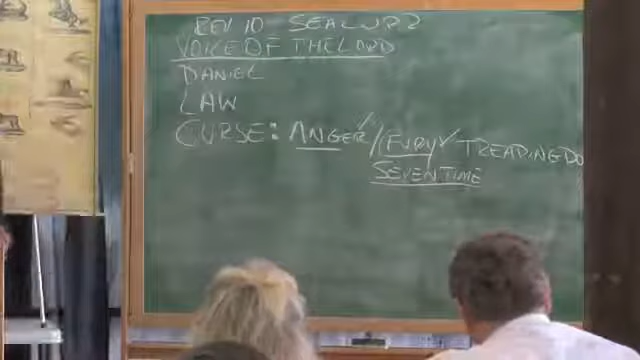 REV 10 - SEAL UP ?
VOICE OF THE LORD
DANIEL
LAW
CURSE: ANGER✓ // FURY✓ TREADING DO
SEVEN TIME